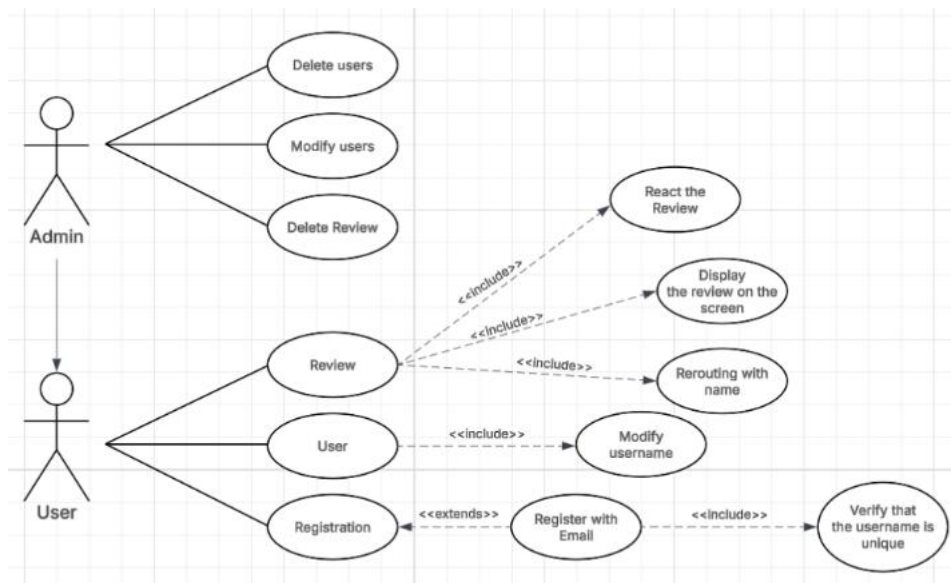 Delete users
Modify users
Delete Review
Admin
React the
Review
<<include>>
Display
the review on the
screen
<<include>>
Review
<<include>>
Rerouting with
name
User
<<include>>
Modify
username
User
Registration
<<extends>>
Register with
Email
<<include>>
Verify that
the username is
unique